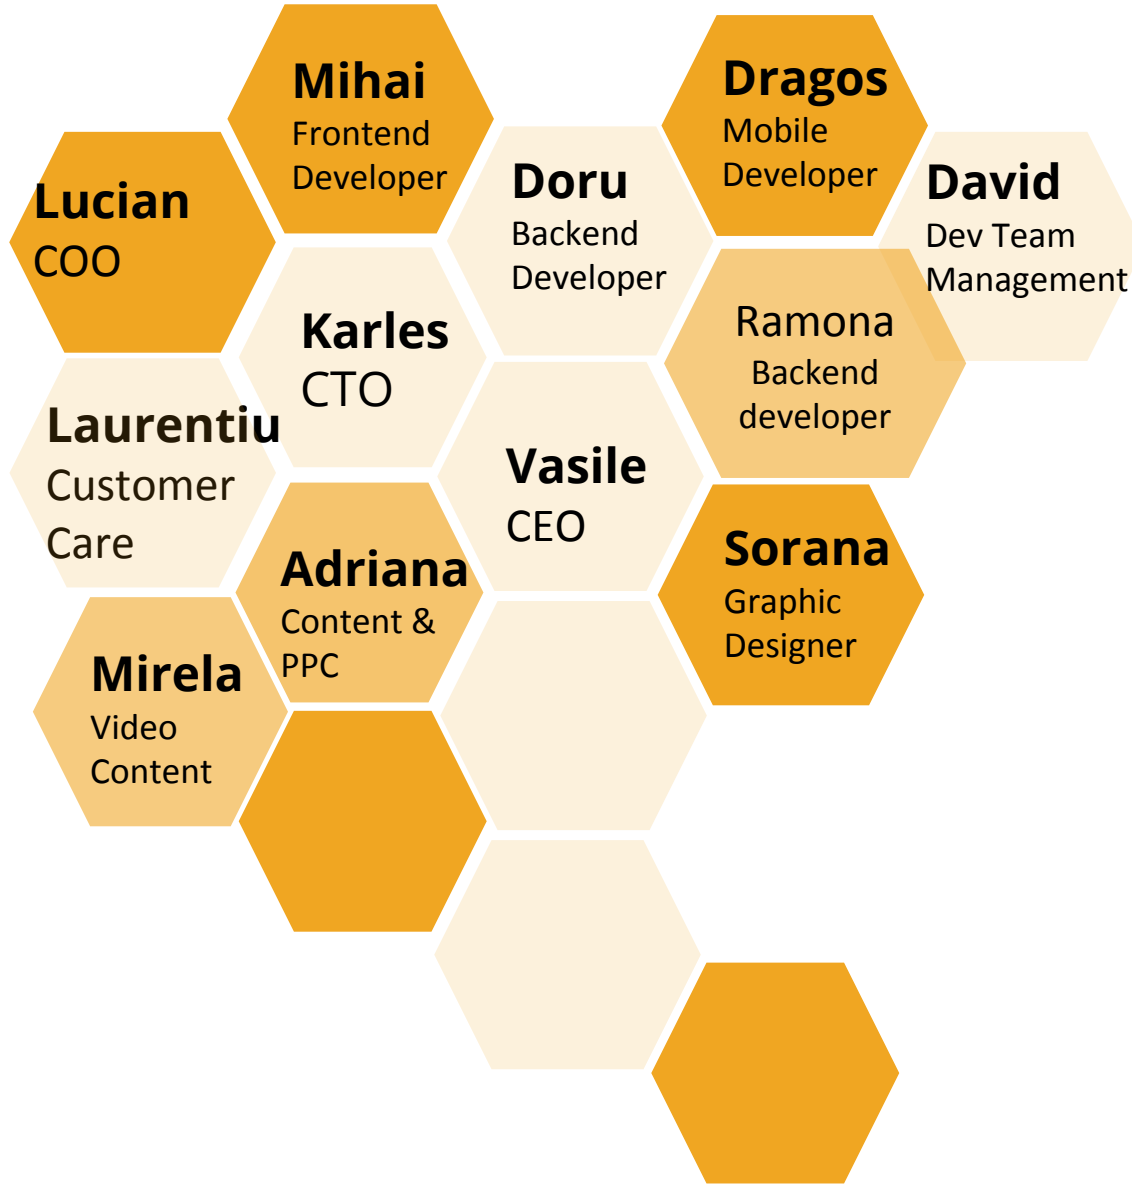 Mihai
Frontend
Developer
Dragos
Mobile
Developer
Lucian
COO
Doru
Backend
Developer
David
Dev Team
Management
Karles
CTO
Ramona
Backend
developer
Laurentiu
Customer
Care
Vasile
CEO
Adriana
Content &
PPC
Sorana
Graphic
Designer
Mirela
Video
Content